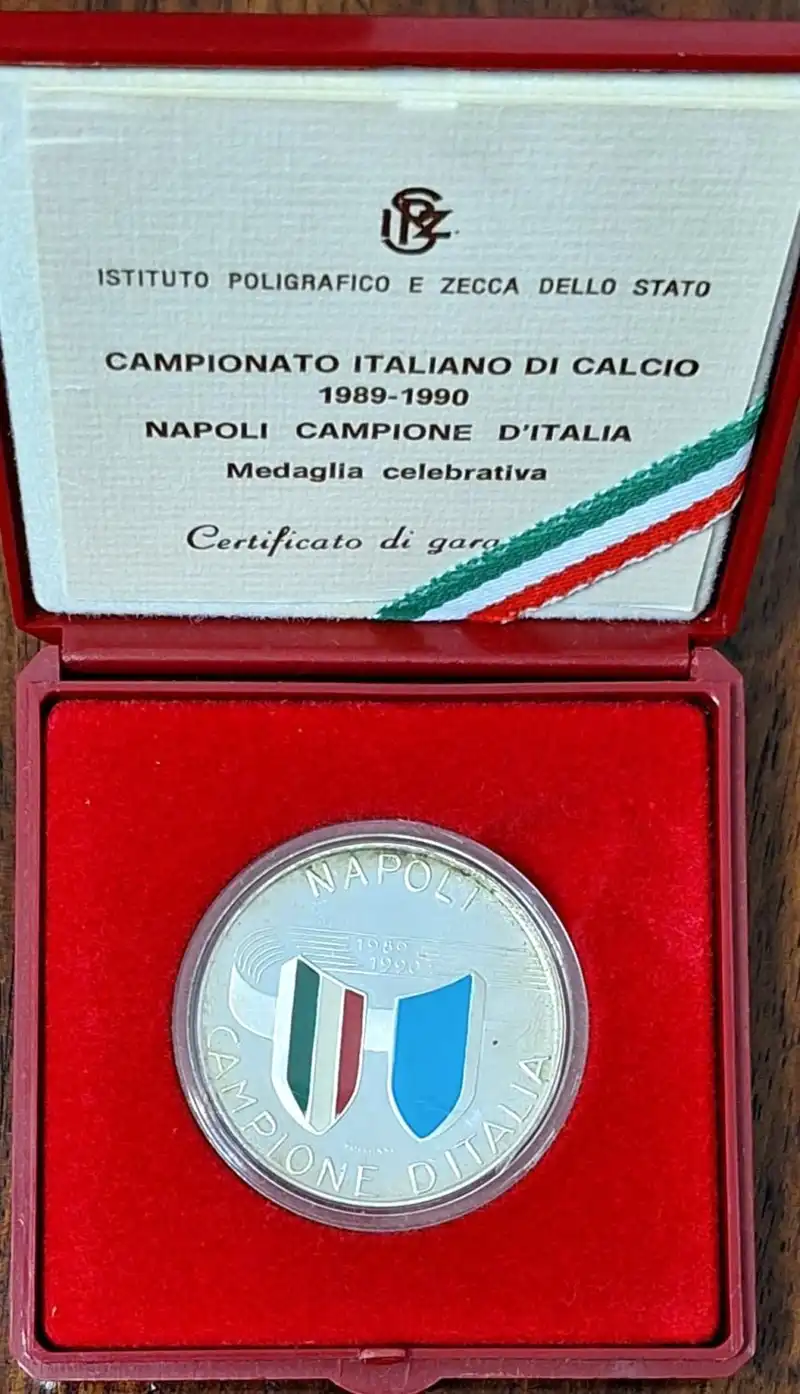 IPZS
ISTITUTO POLIGRAFICO E ZECCA DELLO STATO
CAMPIONATO ITALIANO DI CALCIO
1989-1990
NAPOLI CAMPIONE D'ITALIA
Medaglia celebrativa
Certificato di gara
NAPOLI
1989
1990
CAMPIONE D'ITALIA